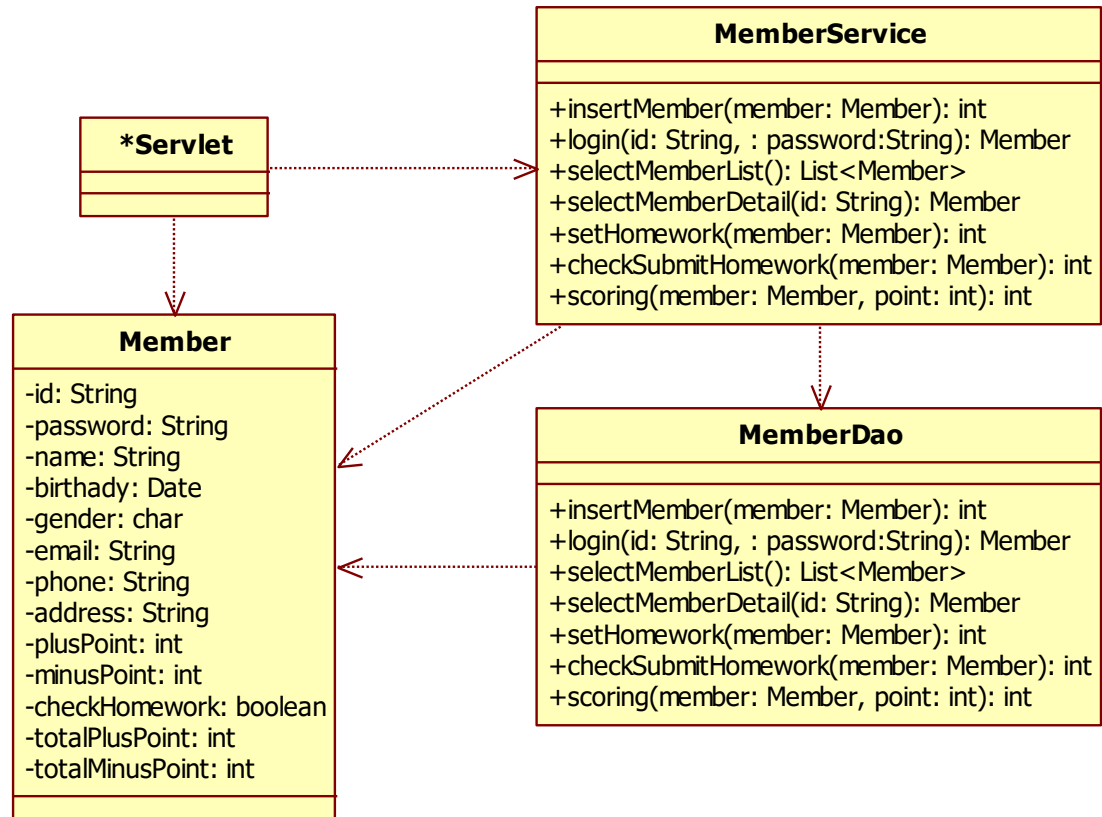 MemberService
+insertMember(member: Member): int
+login(id: String, : password:String): Member
+selectMemberList(): List<Member>
+selectMemberDetail(id: String): Member
+setHomework(member: Member): int
+checkSubmitHomework(member: Member): int
+scoring(member: Member, point: int): int
*Servlet
Member
-id: String
-password: String
-name: String
-birthady: Date
-gender: char
-email: String
-phone: String
-address: String
-plusPoint: int
-minusPoint: int
-checkHomework: boolean
-totalPlusPoint: int
-totalMinusPoint: int
MemberDao
+insertMember(member: Member): int
+login(id: String, : password:String): Member
+selectMemberList(): List<Member>
+selectMemberDetail(id: String): Member
+setHomework(member: Member): int
+checkSubmitHomework(member: Member): int
+scoring(member: Member, point: int): int